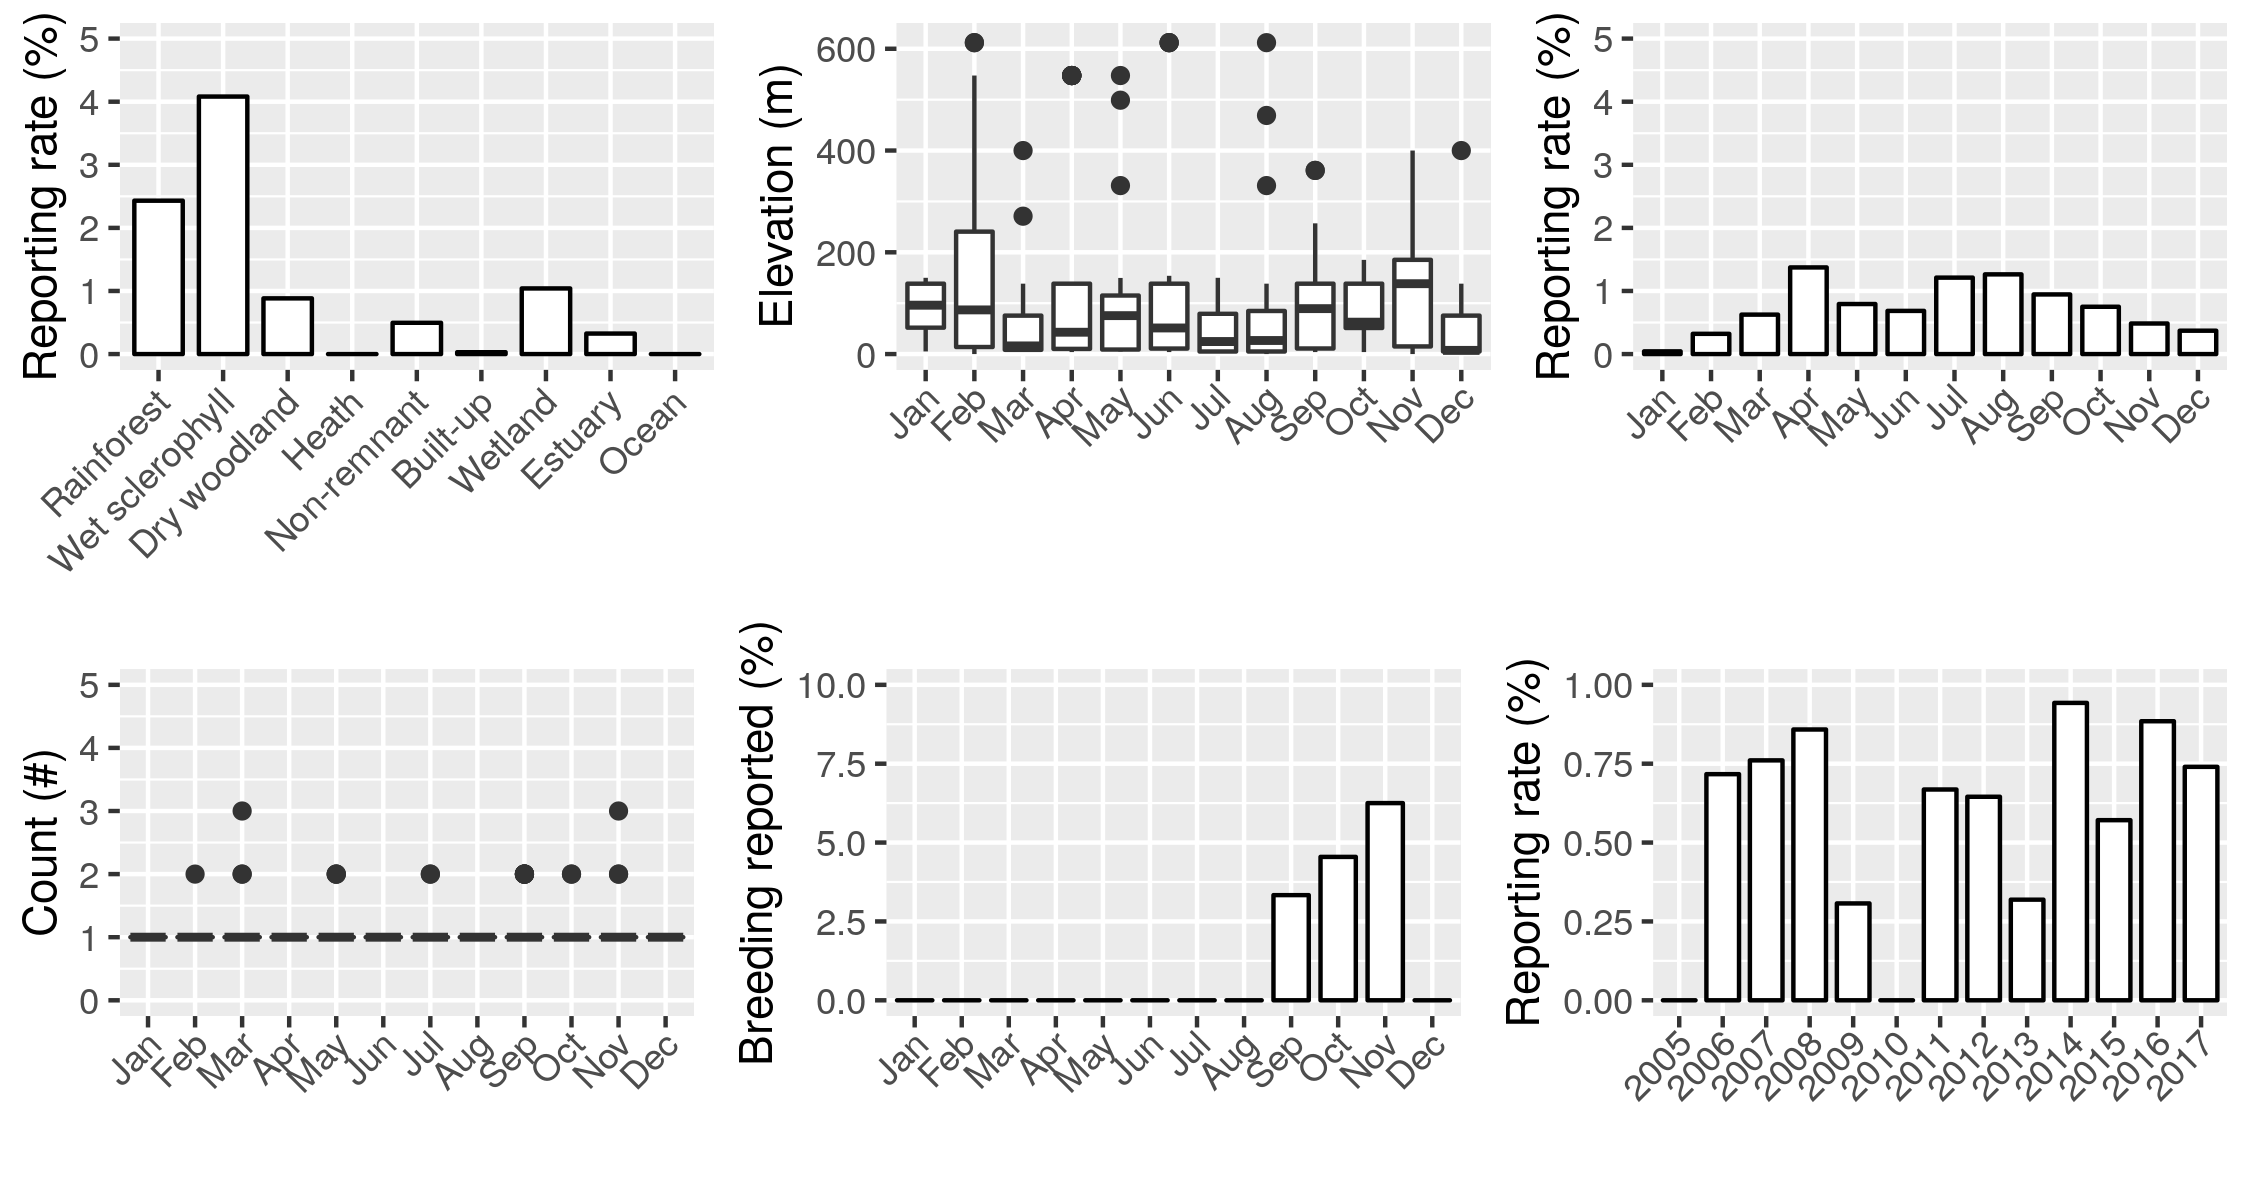 Reporting rate (%)
5
4
3
2
1
0
Rainforest
Wet sclerophyll
Dry woodland
Heath
Non-remnant
Built-up
Wetland
Estuary
Ocean
Elevation (m)
600
400
200
0
Jan
Feb
Mar
Apr
May
Jun
Jul
Aug
Sep
Oct
Nov
Dec
Reporting rate (%)
5
4
3
2
1
0
Jan
Feb
Mar
Apr
May
Jun
Jul
Aug
Sep
Oct
Nov
Dec
Count (#)
5
4
3
2
1
0
Jan
Feb
Mar
Apr
May
Jun
Jul
Aug
Sep
Oct
Nov
Dec
Breeding reported (%)
10.0
7.5
5.0
2.5
0.0
Jan
Feb
Mar
Apr
May
Jun
Jul
Aug
Sep
Oct
Nov
Dec
Reporting rate (%)
1.00
0.75
0.50
0.25
0.00
2005
2006
2007
2008
2009
2010
2011
2012
2013
2014
2015
2016
2017